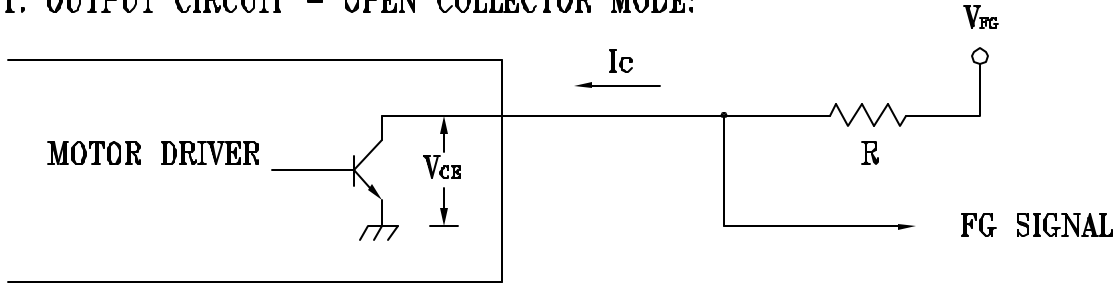 1. OUTPUT CIRCUIT - OPEN COLLECTOR MODE:
VFG
IC
MOTOR DRIVER
VCE
R
FG SIGNAL